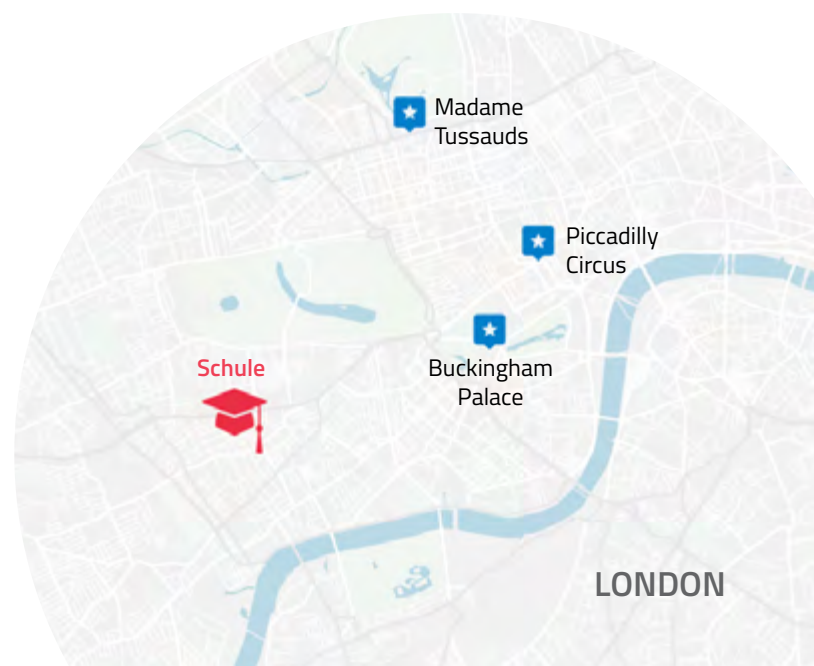 Madame
Tussauds
Piccadilly
Circus
Buckingham
Palace
Schule
LONDON